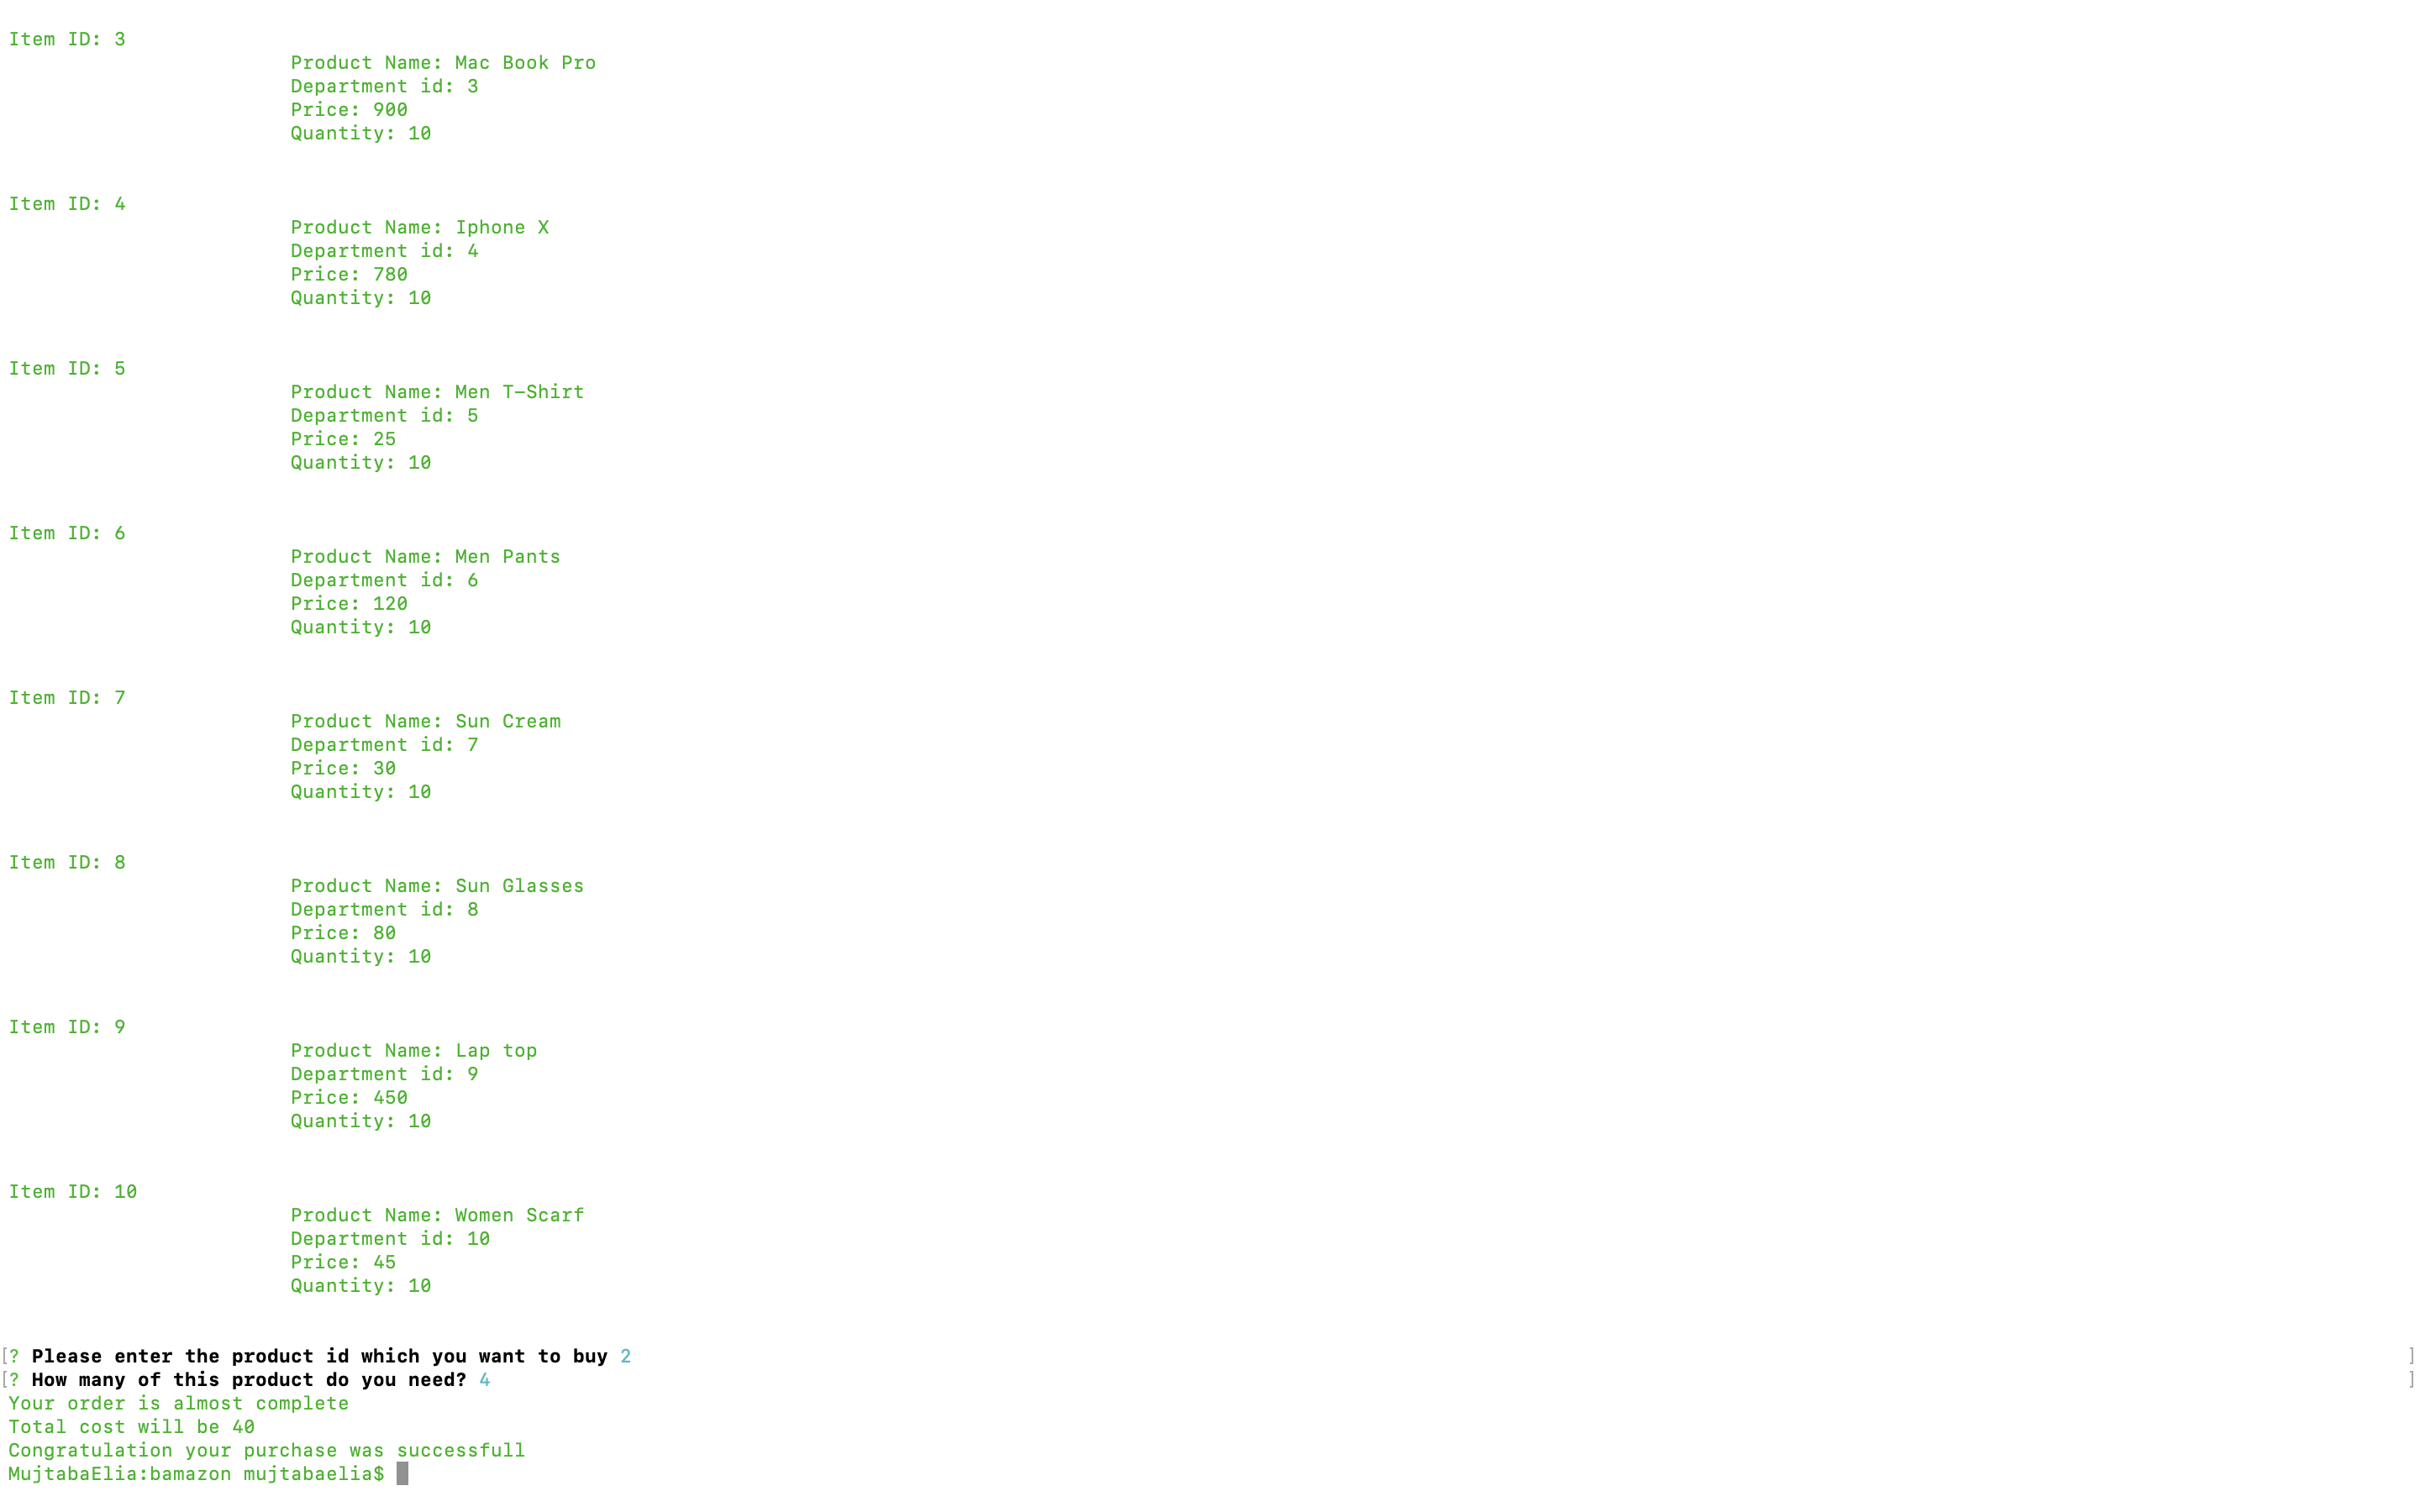 Item ID: 3
Product Name: Mac Book Pro
Department id: 3
Price: 900
Quantity: 10
Item ID: 4
Product Name: Iphone X
Department id: 4
Price: 780
Quantity: 10
Item ID: 5
Product Name: Men T-Shirt
Department id: 5
Price: 25
Quantity: 10
Item ID: 6
Product Name: Men Pants
Department id: 6
Price: 120
Quantity: 10
Item ID: 7
Product Name: Sun Cream
Department id: 7
Price: 30
Quantity: 10
Item ID: 8
Product Name: Sun Glasses
Department id: 8
Price: 80
Quantity: 10
Item ID: 9
Product Name: Lap top
Department id: 9
Price: 450
Quantity: 10
Item ID: 10
Product Name: Women Scarf
Department id: 10
Price: 45
Quantity: 10
[? Please enter the product id which you want to buy 2 ]
[? How many of this product do you need? 4 ]
Your order is almost complete
Total cost will be 40
Congratulation your purchase was successfull
MujtabaElia:bamazon mujtabaelia$